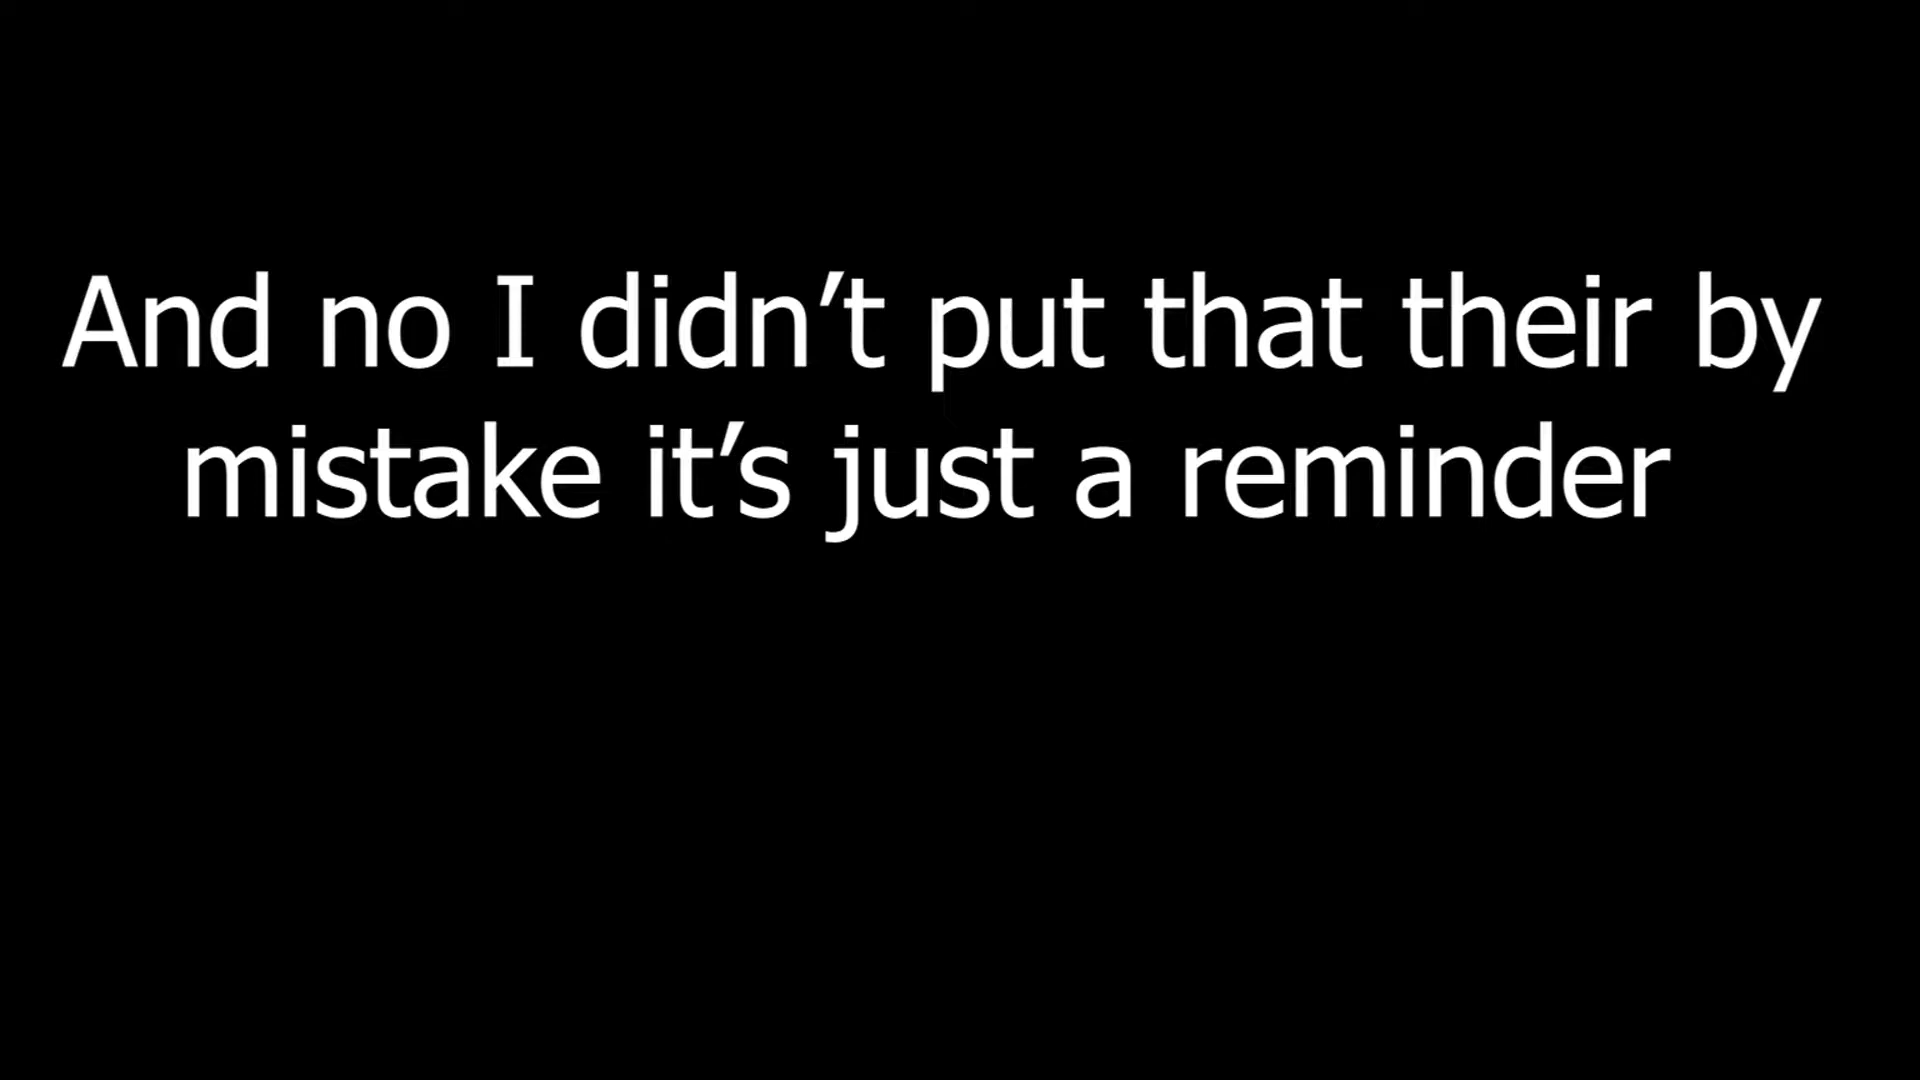 And no I didn’t put that their by
mistake it’s just a reminder